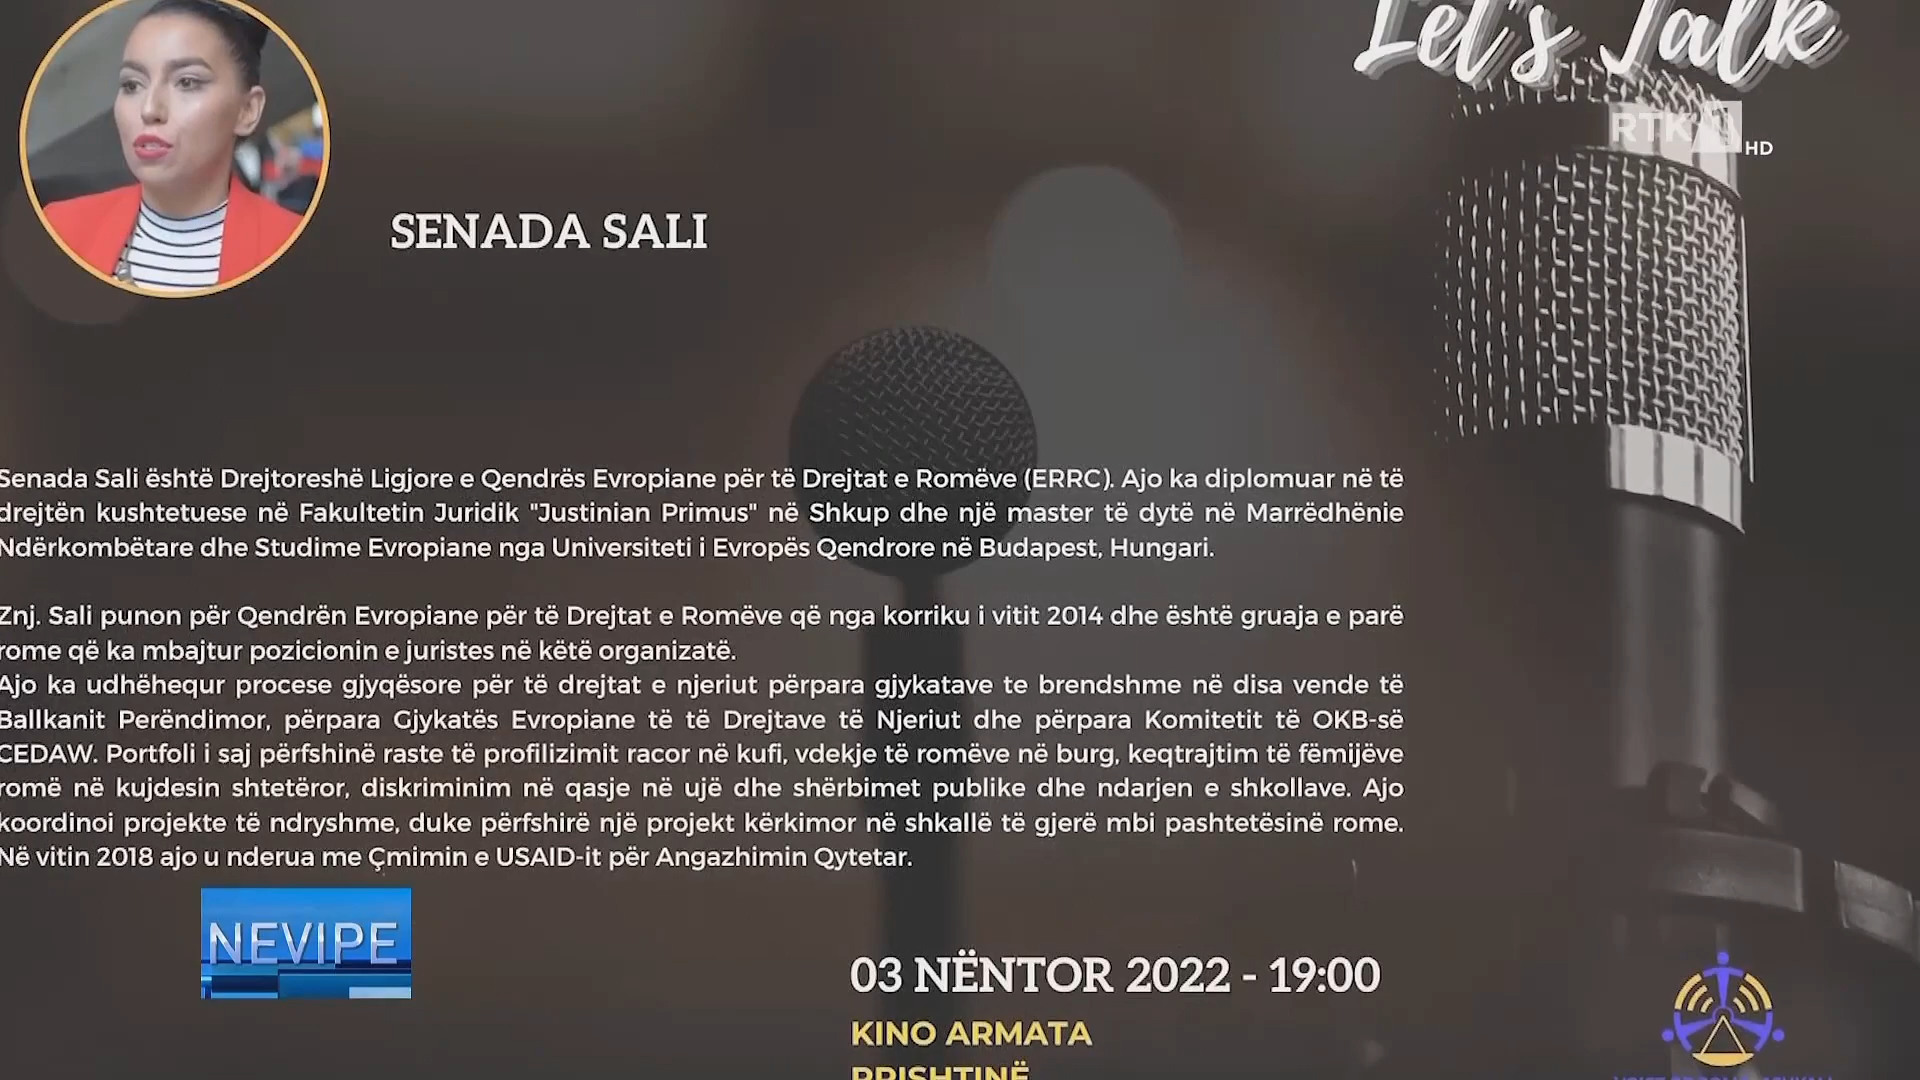 Let's Talk
RTK 1 HD
SENADA SALI
Senada Sali është Drejtoreshë Ligjore e Qendrës Evropiane për të Drejtat e Romëve (ERRC). Ajo ka diplomuar në të
drejtën kushtetuese në Fakultetin Juridik "Justinian Primus" në Shkup dhe një master të dytë në Marrëdhënie
Ndërkombëtare dhe Studime Evropiane nga Universiteti i Evropës Qendrore në Budapest, Hungari.
Znj. Sali punon për Qendrën Evropiane për të Drejtat e Romëve që nga korriku i vitit 2014 dhe është gruaja e parë
rome që ka mbajtur pozicionin e juristes në këtë organizatë.
Ajo ka udhëhequr procese gjyqësore për të drejtat e njeriut përpara gjykatave te brendshme në disa vende të
Ballkanit Perëndimor, përpara Gjykatës Evropiane të të Drejtave të Njeriut dhe përpara Komitetit të OKB-së
CEDAW. Portfoli i saj përfshinë raste të profilizimit racor në kufi, vdekje të romëve në burg, keqtrajtim të fëmijëve
romë në kujdesin shtetëror, diskriminim në qasje në ujë dhe shërbimet publike dhe ndarjen e shkollave. Ajo
koordinoi projekte të ndryshme, duke përfshirë një projekt kërkimor në shkallë të gjerë mbi pashtetësinë rome.
Në vitin 2018 ajo u nderua me Çmimin e USAID-it për Angazhimin Qytetar.
NEVIPE
03 NËNTOR 2022 - 19:00
KINO ARMATA
PRISHTINË